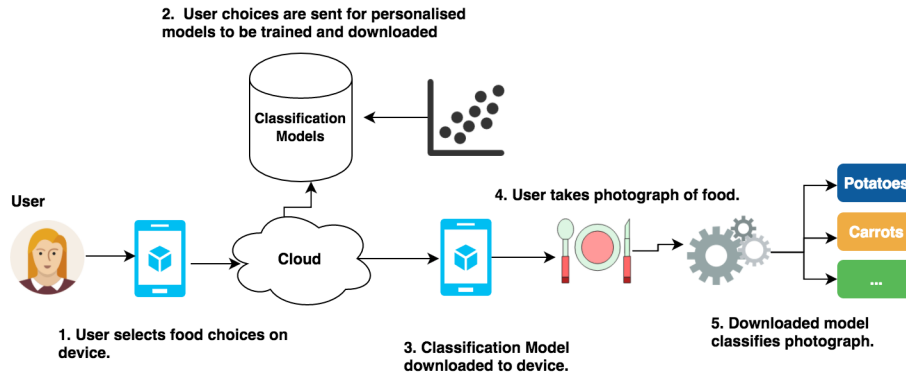 2. User choices are sent for personalised
models to be trained and downloaded
Classification
Models
User
Cloud
4. User takes photograph of food.
Potatoes
Carrots
...
1. User selects food choices on
device.
3. Classification Model
downloaded to device.
5. Downloaded model
classifies photograph.